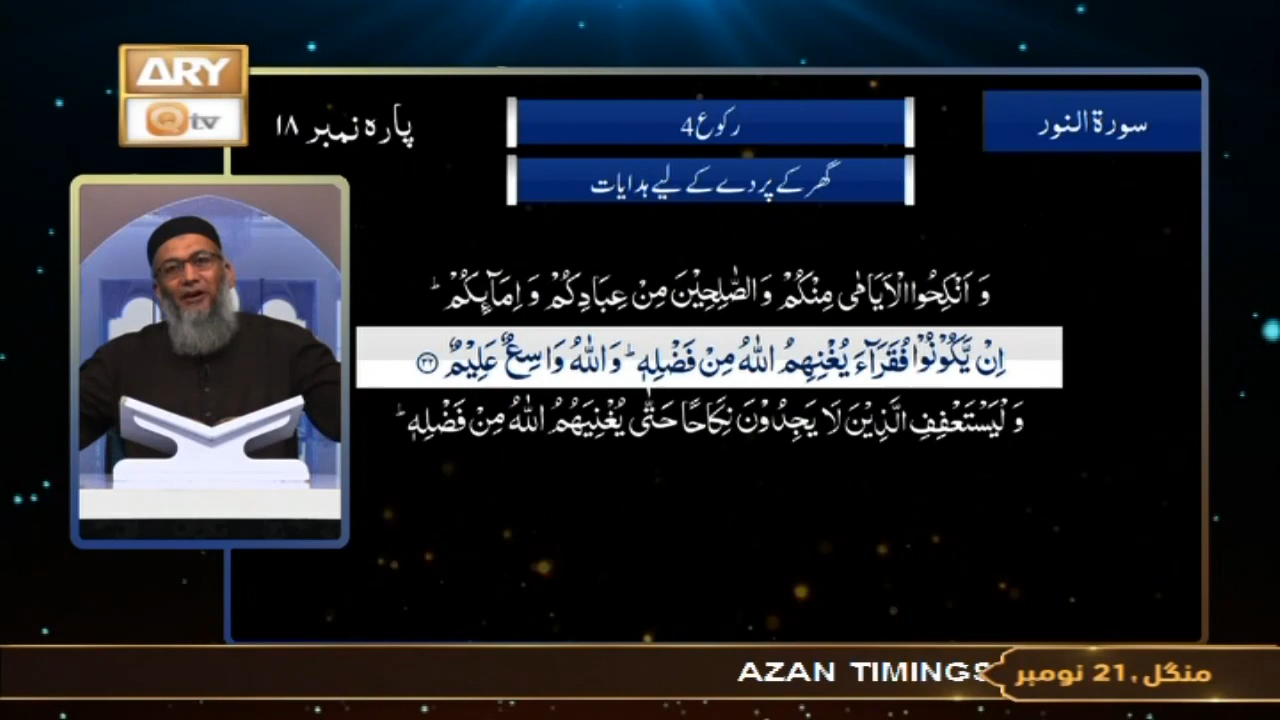 ARY
Qtv
پارہ نمبر ۱۸
رکوع 4
سورۃ النور
گھر کے پردے کے لیے ہدایات
وَ اَنْكِحُوا الْاَیَامٰى مِنْكُمْ وَ الصّٰلِحِیْنَ مِنْ عِبَادِكُمْ وَ اِمَآىٕكُمْؕ
اِنْ یَّكُوْنُوْا فُقَرَآءَ یُغْنِهِمُ اللّٰهُ مِنْ فَضْلِهٖؕ وَ اللّٰهُ وَاسِعٌ عَلِیْمٌ ۝۳۲
وَ لْیَسْتَعْفِفِ الَّذِیْنَ لَا یَجِدُوْنَ نِكَاحًا حَتّٰى یُغْنِیَهُمُ اللّٰهُ مِنْ فَضْلِهٖؕ
AZAN TIMINGS
منگل, 21 نومبر